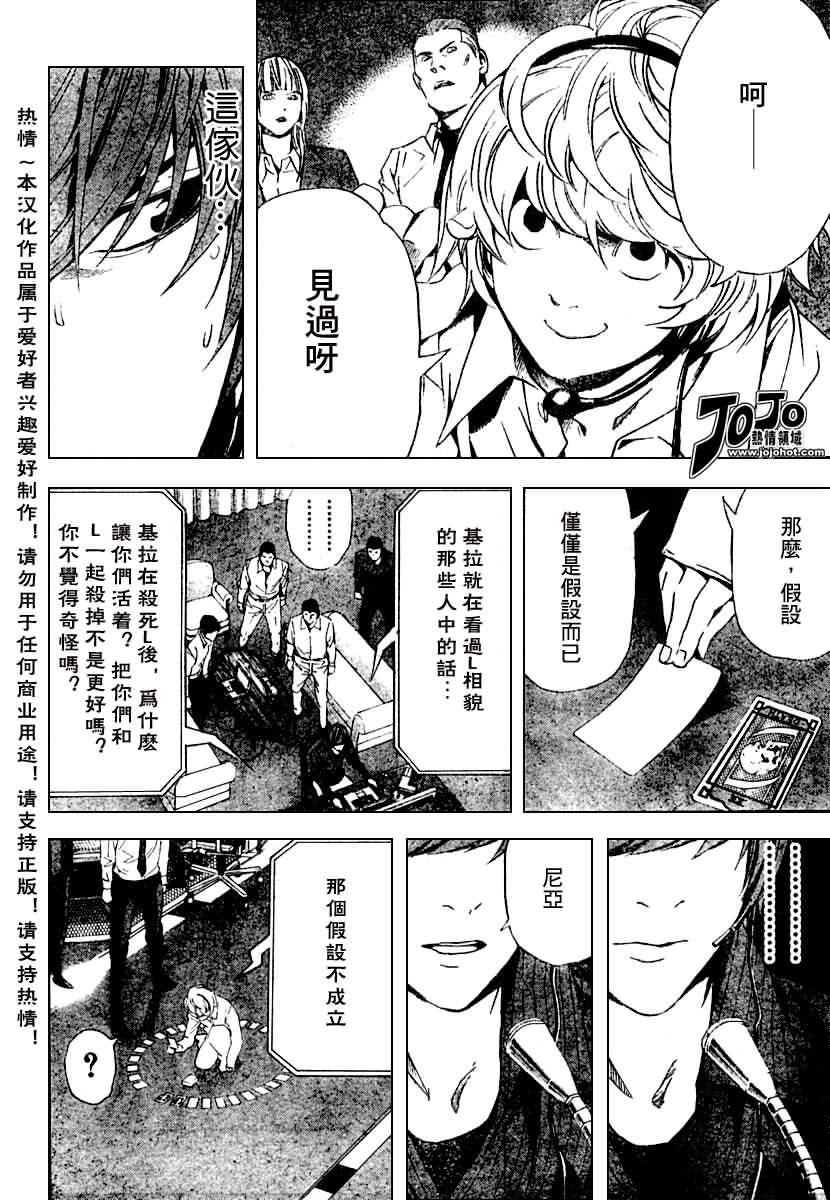 呵——
見過呀
這傢伙…
JOJO
熱情領域
www.jojohot.com
那麼，假設
僅僅是假設而已
基拉就在看過L相貌
的那些人中的話…
………
基拉在殺死L後，爲什麽
讓你們活着？把你們和
L一起殺掉不是更好嗎？
你不覺得奇怪嗎？
…………
尼亞
那個假設不成立
？
热情～本汉化作品属于爱好者兴趣爱好制作！请勿用于任何商业用途！请支持正版！请支持热情！